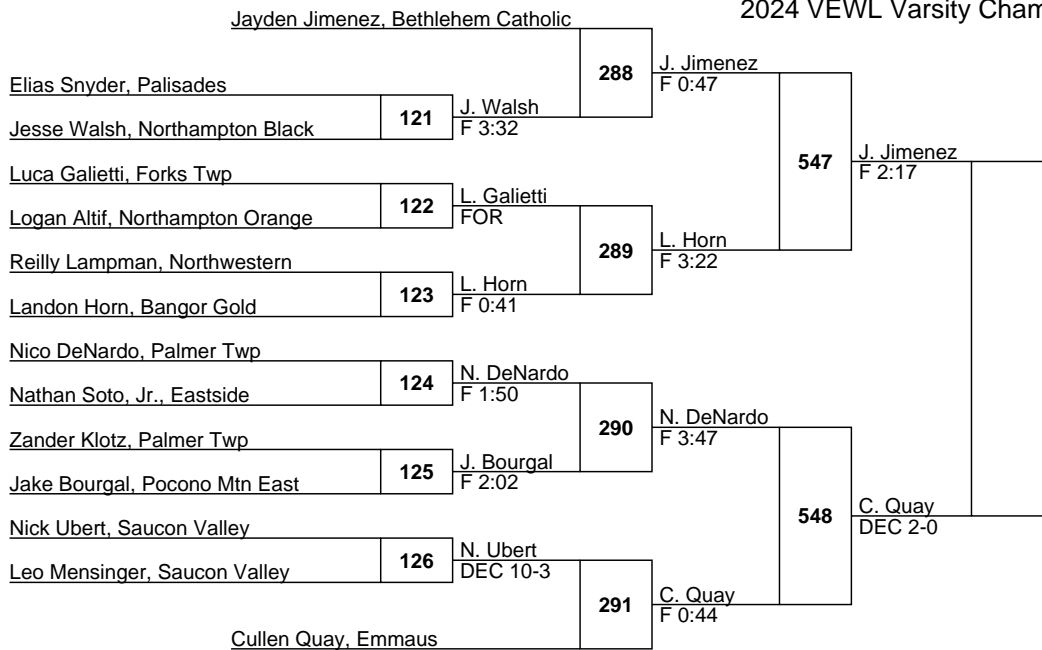 2024 VEWL Varsity Cham
Jayden Jimenez, Bethlehem Catholic
288
J. Jimenez
F 0:47
Elias Snyder, Palisades
121
J. Walsh
F 3:32
Jesse Walsh, Northampton Black
547
J. Jimenez
F 2:17
Luca Galietti, Forks Twp
122
L. Galietti
FOR
Logan Altif, Northampton Orange
289
L. Horn
F 3:22
Reilly Lampman, Northwestern
123
L. Horn
F 0:41
Landon Horn, Bangor Gold
Nico DeNardo, Palmer Twp
124
N. DeNardo
F 1:50
Nathan Soto, Jr., Eastside
290
N. DeNardo
F 3:47
Zander Klotz, Palmer Twp
125
J. Bourgal
F 2:02
Jake Bourgal, Pocono Mtn East
548
C. Quay
DEC 2-0
Nick Ubert, Saucon Valley
126
N. Ubert
DEC 10-3
Leo Mensinger, Saucon Valley
291
C. Quay
F 0:44
Cullen Quay, Emmaus